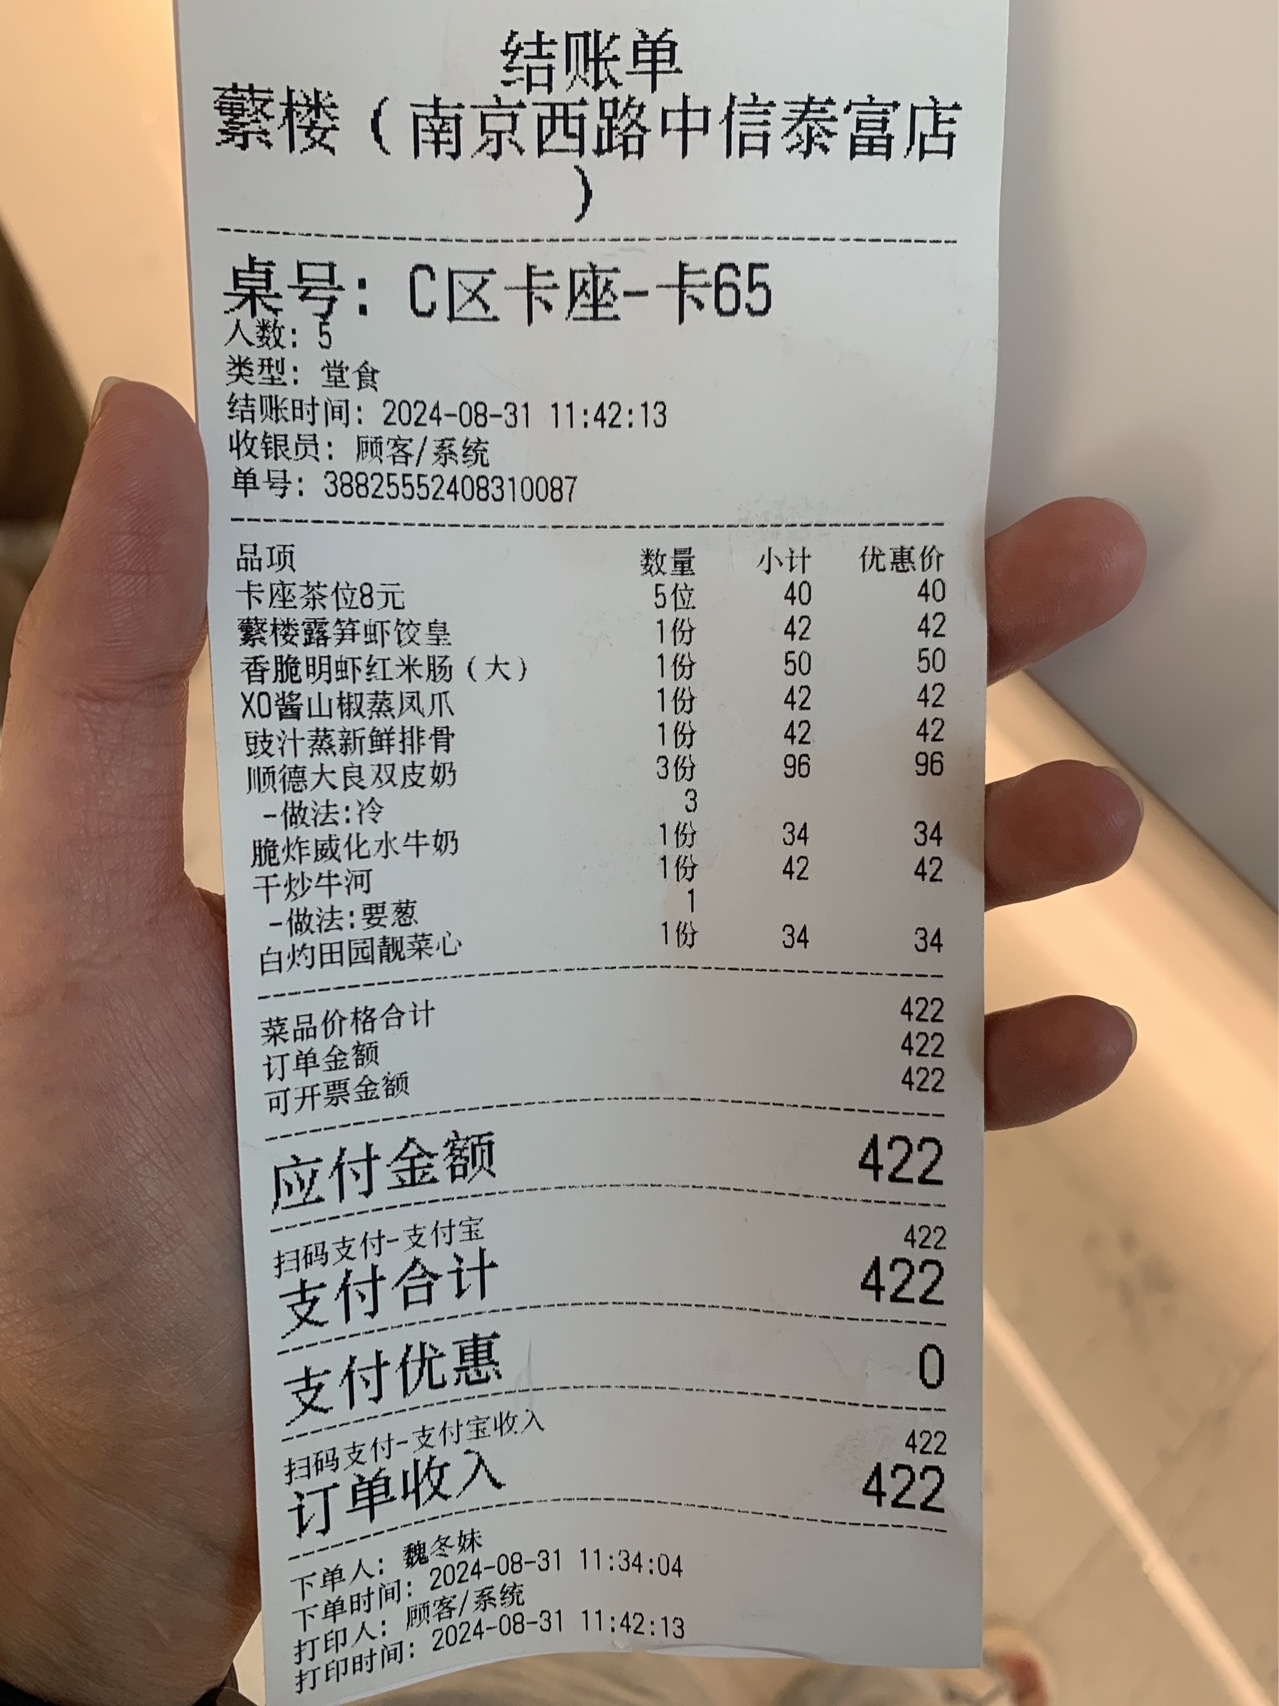 结账单
蘩楼（南京西路中信泰富店
）
桌号：C区卡座-卡65
人数：5
类型：堂食
结账时间：2024-08-31 11:42:13
收银员：顾客/系统
单号：38825552408310087
品项 数量 小计 优惠价
卡座茶位8元 5位 40 40
蘩楼露笋虾饺皇 1份 42 42
香脆明虾红米肠（大） 1份 50 50
XO酱山椒蒸凤爪 1份 42 42
豉汁蒸新鲜排骨 1份 42 42
顺德大良双皮奶 3份 96 96
-做法:冷 3
脆炸威化水牛奶 1份 34 34
干炒牛河 1份 42 42
-做法:要葱 1
白灼田园靓菜心 1份 34 34
菜品价格合计 422
订单金额 422
可开票金额 422
应付金额 422
扫码支付-支付宝 422
支付合计 422
支付优惠 0
扫码支付-支付宝收入 422
订单收入 422
下单人：魏冬妹
下单时间：2024-08-31 11:34:04
打印人：顾客/系统
打印时间：2024-08-31 11:42:13